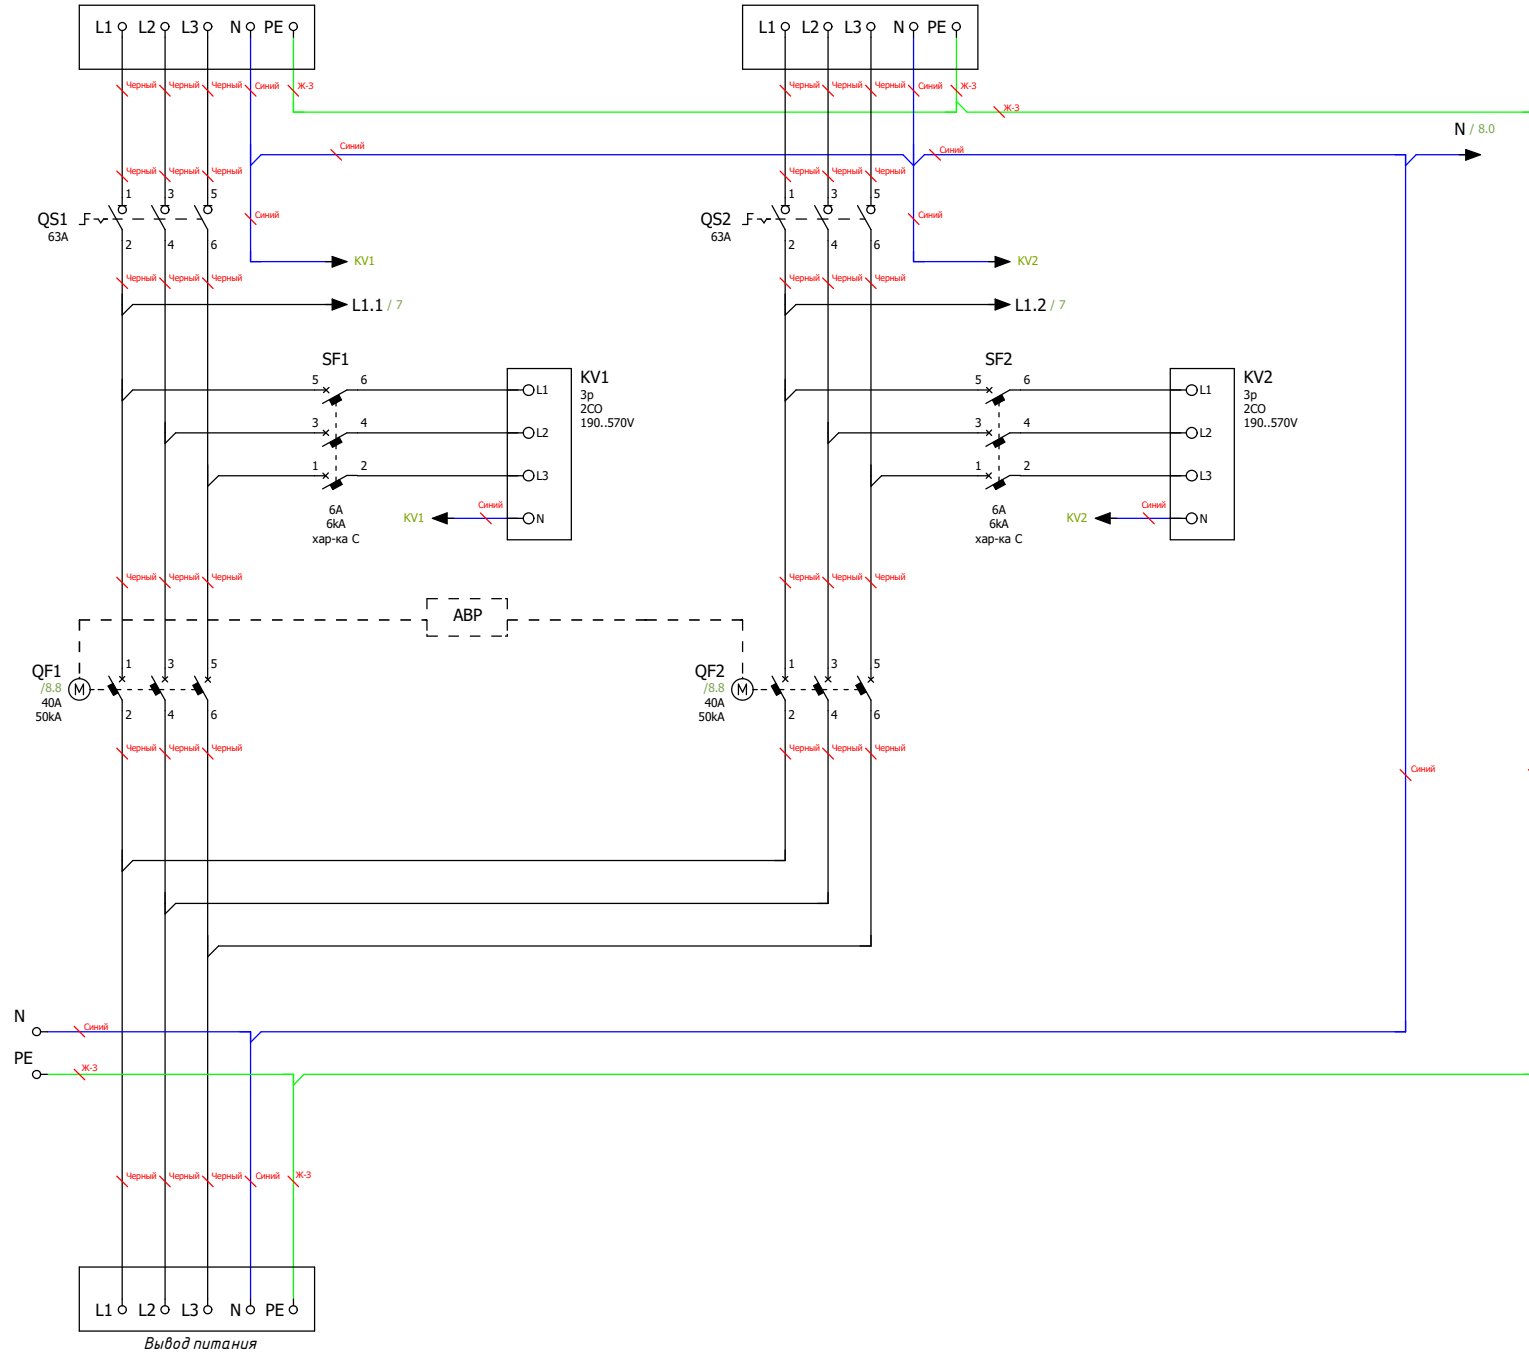 L1 L2 L3 N PE L1 L2 L3 N PE
Черный Черный Черный Синий Ж-З Черный Черный Черный Синий Ж-З
Ж-З
N / 8.0
Синий Синий
Черный Черный Черный Черный Черный Черный
1 3 5 1 3 5
QS1 Синий QS2 Синий
63A 63A
2 4 6 2 4 6
KV1 KV2
Черный Черный Черный Черный Черный Черный
L1.1 / 7 L1.2 / 7
SF1 SF2
5 6 KV1 5 6 KV2
L1 3p L1 3p
2CO 2CO
190..570V 190..570V
3 4 L2 3 4 L2
1 2 L3 1 2 L3
Синий Синий
KV1 N KV2 N
6A 6A
6kA 6kA
хар-ка С хар-ка С
Черный Черный Черный Черный Черный Черный
АВР
1 3 5 1 3 5
QF1 QF2
/8.8 M /8.8 M
40A 40A
50kA 50kA
2 4 6 2 4 6
Черный Черный Черный Черный Черный Черный
Синий
N
Синий
PE
Ж-З
Черный Черный Черный Синий Ж-З
L1 L2 L3 N PE
Вывод питания